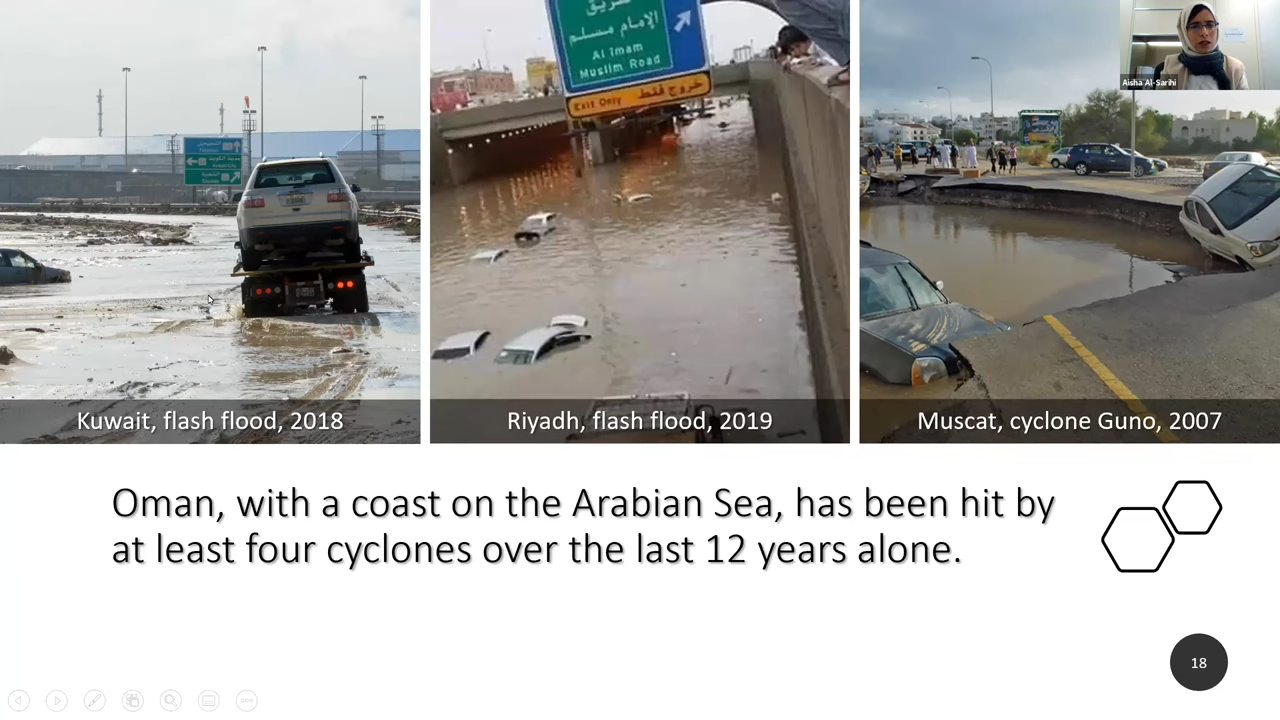 طريق
الإمام مسلم
Al Imam
Muslim Road
خروج فقط
Exit Only
Aisha Al-Sarihi
Kuwait, flash flood, 2018
Riyadh, flash flood, 2019
Muscat, cyclone Guno, 2007
Oman, with a coast on the Arabian Sea, has been hit by
at least four cyclones over the last 12 years alone.
18